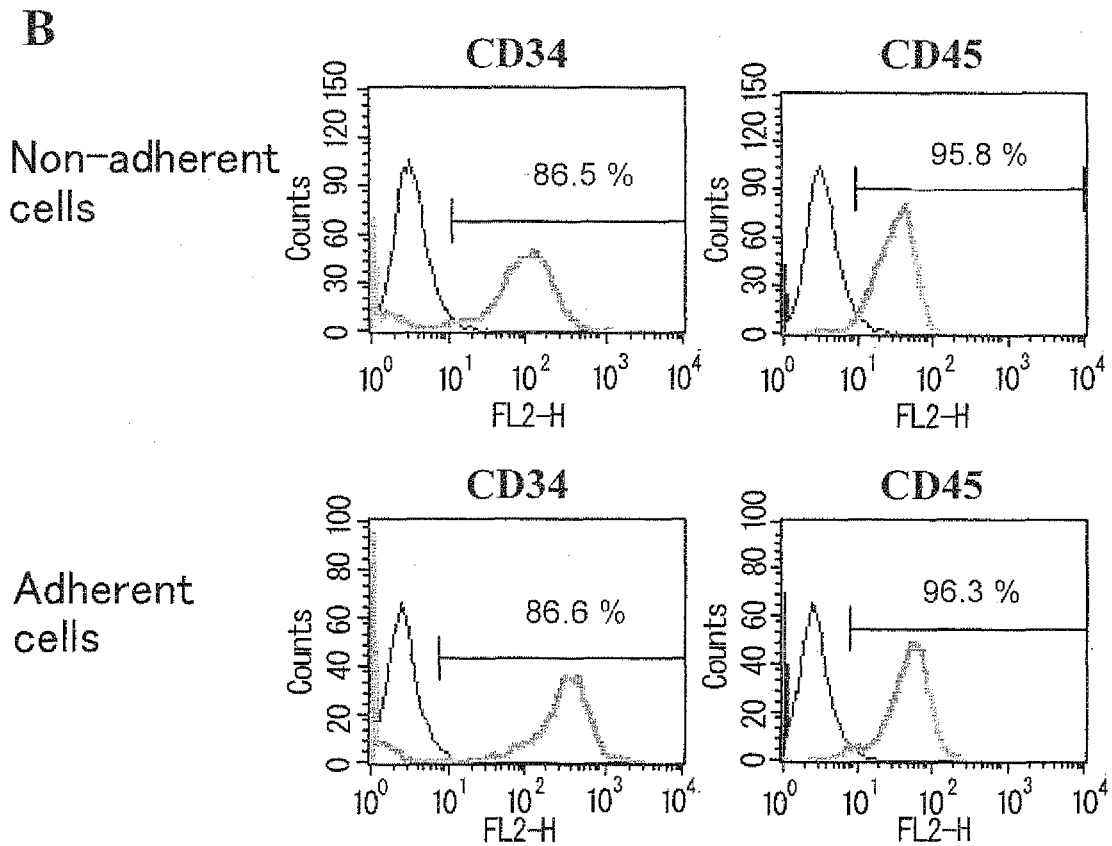 B
CD34
CD45
Non-adherent
cells
Counts
150
120
90
60
30
0
86.5 %
10⁰ 10¹ 10² 10³ 10⁴
FL2-H
Counts
150
120
90
60
30
0
95.8 %
10⁰ 10¹ 10² 10³ 10⁴
FL2-H
CD34
CD45
Adherent
cells
Counts
100
80
60
40
20
0
86.6 %
10⁰ 10¹ 10² 10³ 10⁴
FL2-H
Counts
100
80
60
40
20
0
96.3 %
10⁰ 10¹ 10² 10³ 10⁴
FL2-H